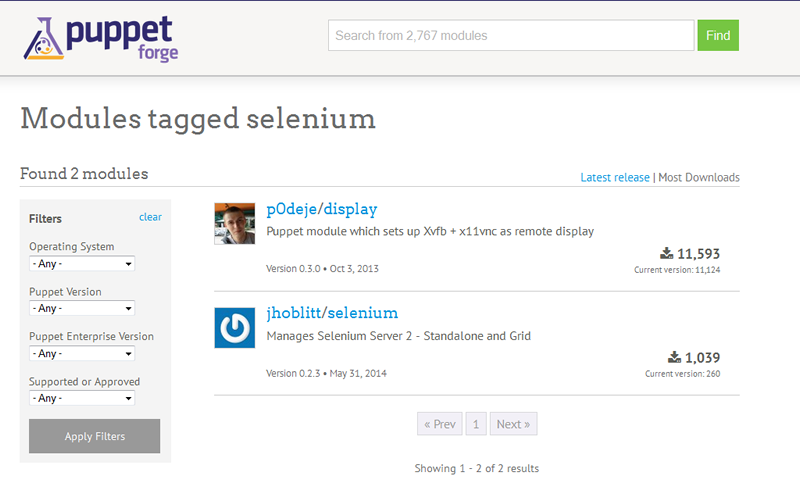 puppet
forge
Search from 2,767 modules
Find
Modules tagged selenium
Found 2 modules
Latest release | Most Downloads
Filters
clear
Operating System
- Any -
Puppet Version
- Any -
Puppet Enterprise Version
- Any -
Supported or Approved
- Any -
Apply Filters
p0deje/display
Puppet module which sets up Xvfb + x11vnc as remote display
11,593
Version 0.3.0 • Oct 3, 2013
Current version: 11,124
jhoblitt/selenium
Manages Selenium Server 2 - Standalone and Grid
1,039
Version 0.2.3 • May 31, 2014
Current version: 260
« Prev 1 Next »
Showing 1 - 2 of 2 results